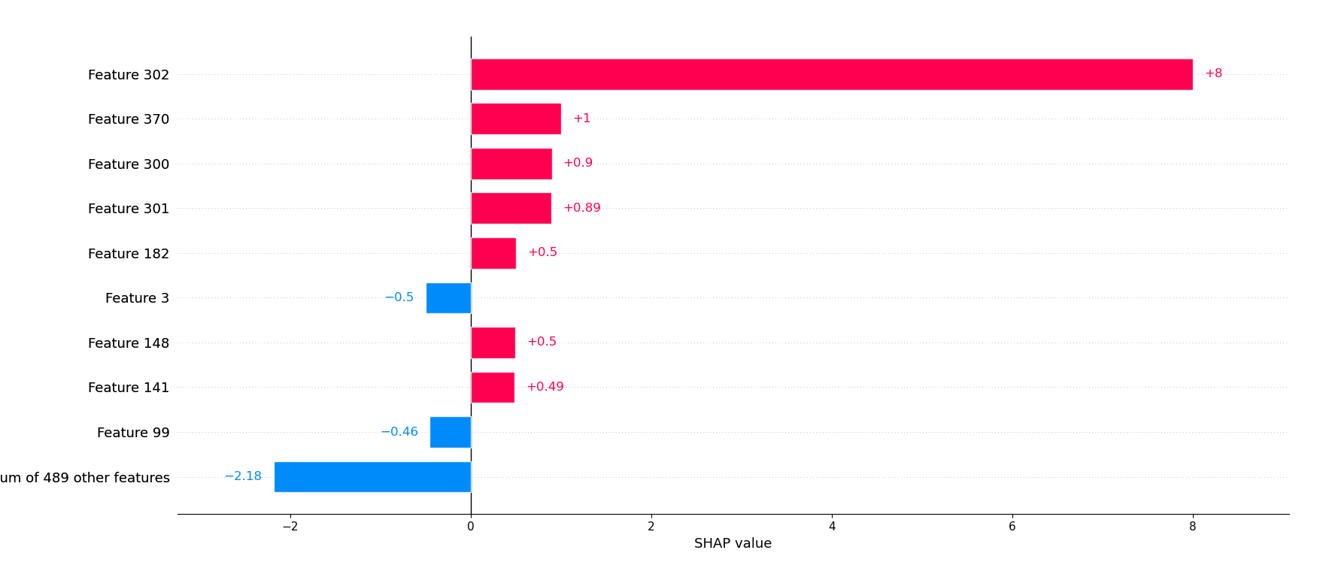 Feature 302 +8
Feature 370 +1
Feature 300 +0.9
Feature 301 +0.89
Feature 182 +0.5
Feature 3 −0.5
Feature 148 +0.5
Feature 141 +0.49
Feature 99 −0.46
um of 489 other features −2.18
−2 0 2 4 6 8
SHAP value